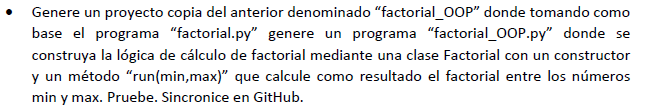 • Genere un proyecto copia del anterior denominado “factorial_OOP” donde tomando como
base el programa “factorial.py” genere un programa “factorial_OOP.py” donde se
construya la lógica de cálculo de factorial mediante una clase Factorial con un constructor
y un método “run(min,max)” que calcule como resultado el factorial entre los números
min y max. Pruebe. Sincronice en GitHub.